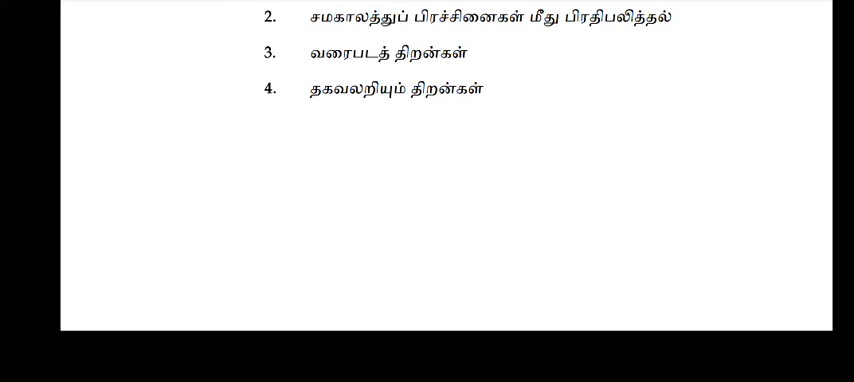 2. சமகாலத்துப் பிரச்சினைகள் மீது பிரதிபலித்தல்
3. வரைபடத் திறன்கள்
4. தகவலறியும் திறன்கள்